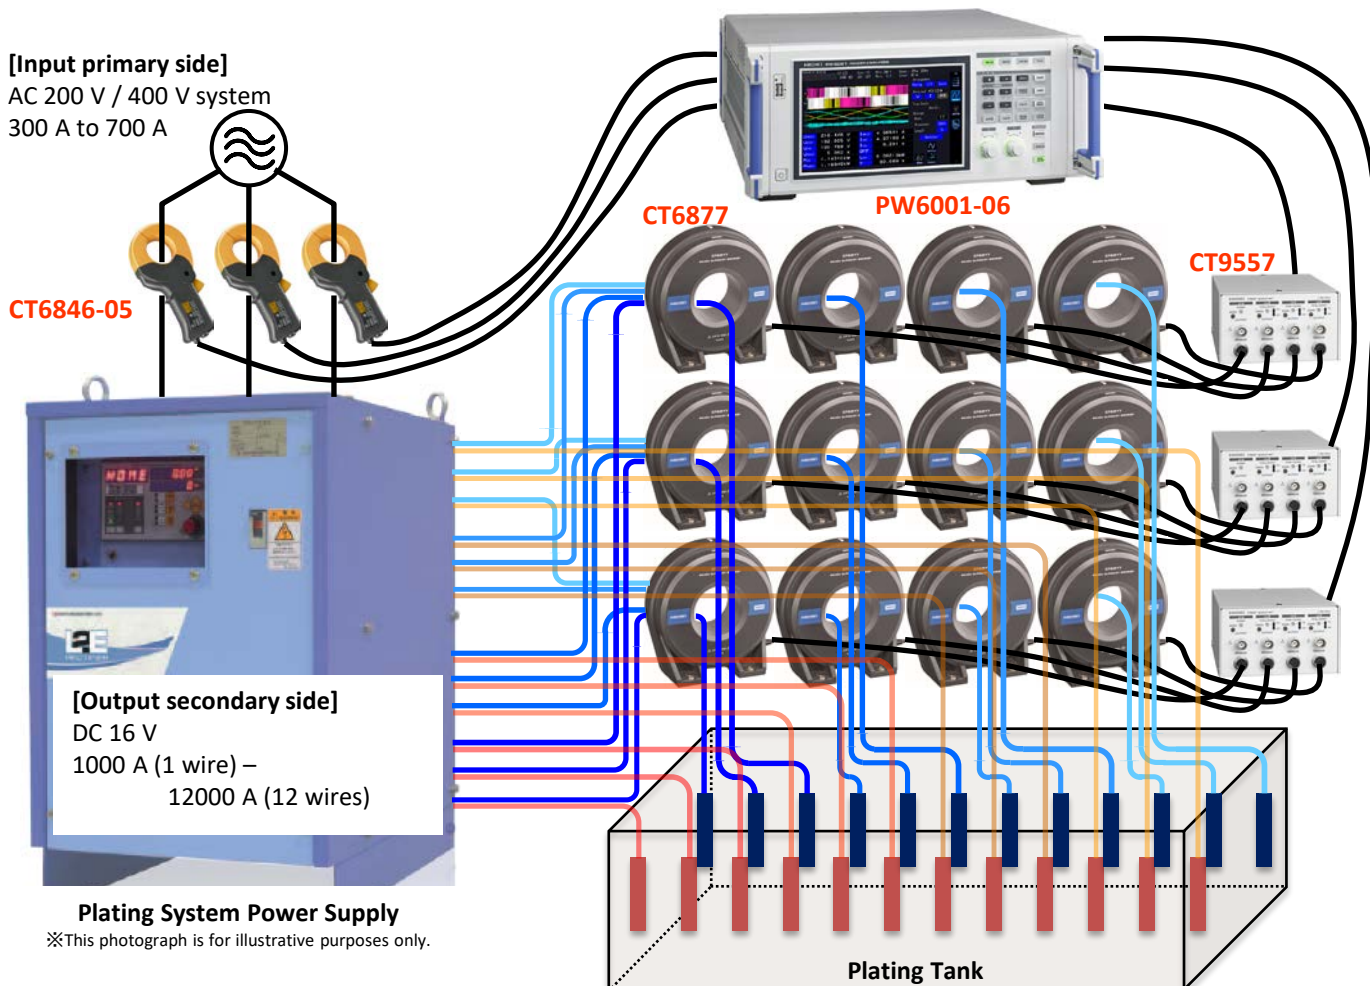 [Input primary side]
AC 200 V / 400 V system
300 A to 700 A
CT6846-05
CT6877
PW6001-06
CT9557
HOME
[Output secondary side]
DC 16 V
1000 A (1 wire) –
12000 A (12 wires)
Plating System Power Supply
※This photograph is for illustrative purposes only.
Plating Tank